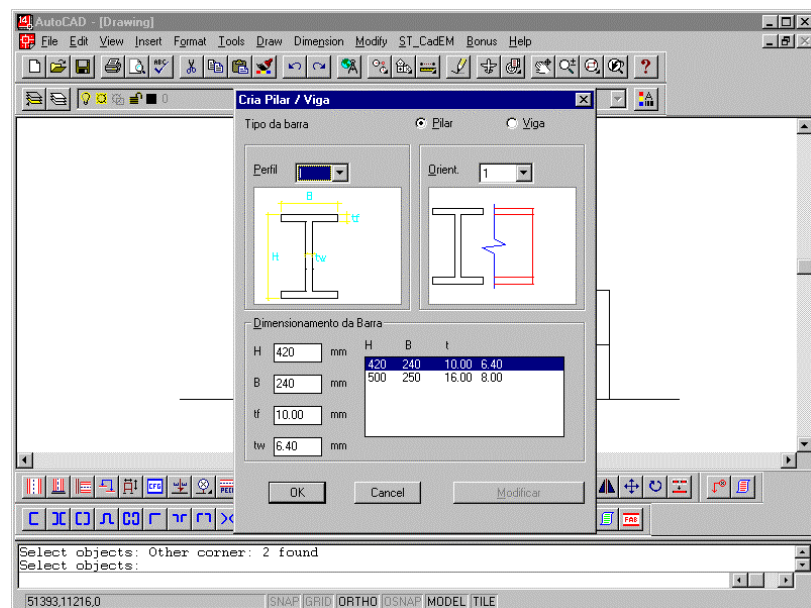 AutoCAD - [Drawing]
File Edit View Insert Format Tools Draw Dimension Modify ST_CadEM Bonus Help
0
Cria Pilar / Viga
Tipo da barra Pilar Viga
Perfil Orient. 1
B
tf
H tw
Dimensionamento da Barra
H 420 mm
B 240 mm
tf 10.00 mm
tw 6.40 mm
H B t
420 240 10.00 6.40
500 250 16.00 8.00
OK Cancel Modificar
CFG
FAB
Select objects: Other corner: 2 found
Select objects:
51393,11216,0 SNAP GRID ORTHO OSNAP MODEL TILE